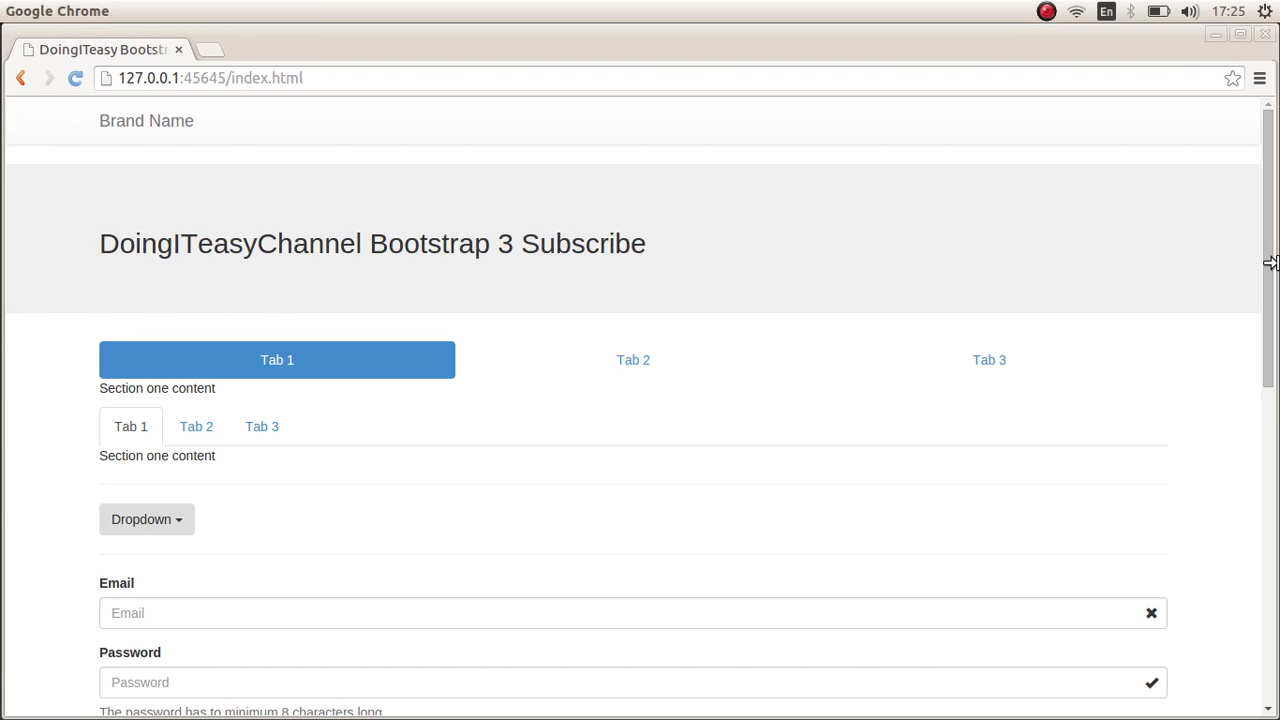 Google Chrome En 17:25
DoingITeasy Bootst
127.0.0.1:45645/index.html
Brand Name
DoingITeasyChannel Bootstrap 3 Subscribe
Tab 1 Tab 2 Tab 3
Section one content
Tab 1 Tab 2 Tab 3
Section one content
Dropdown
Email
Email
Password
Password
The password has to minimum 8 characters long